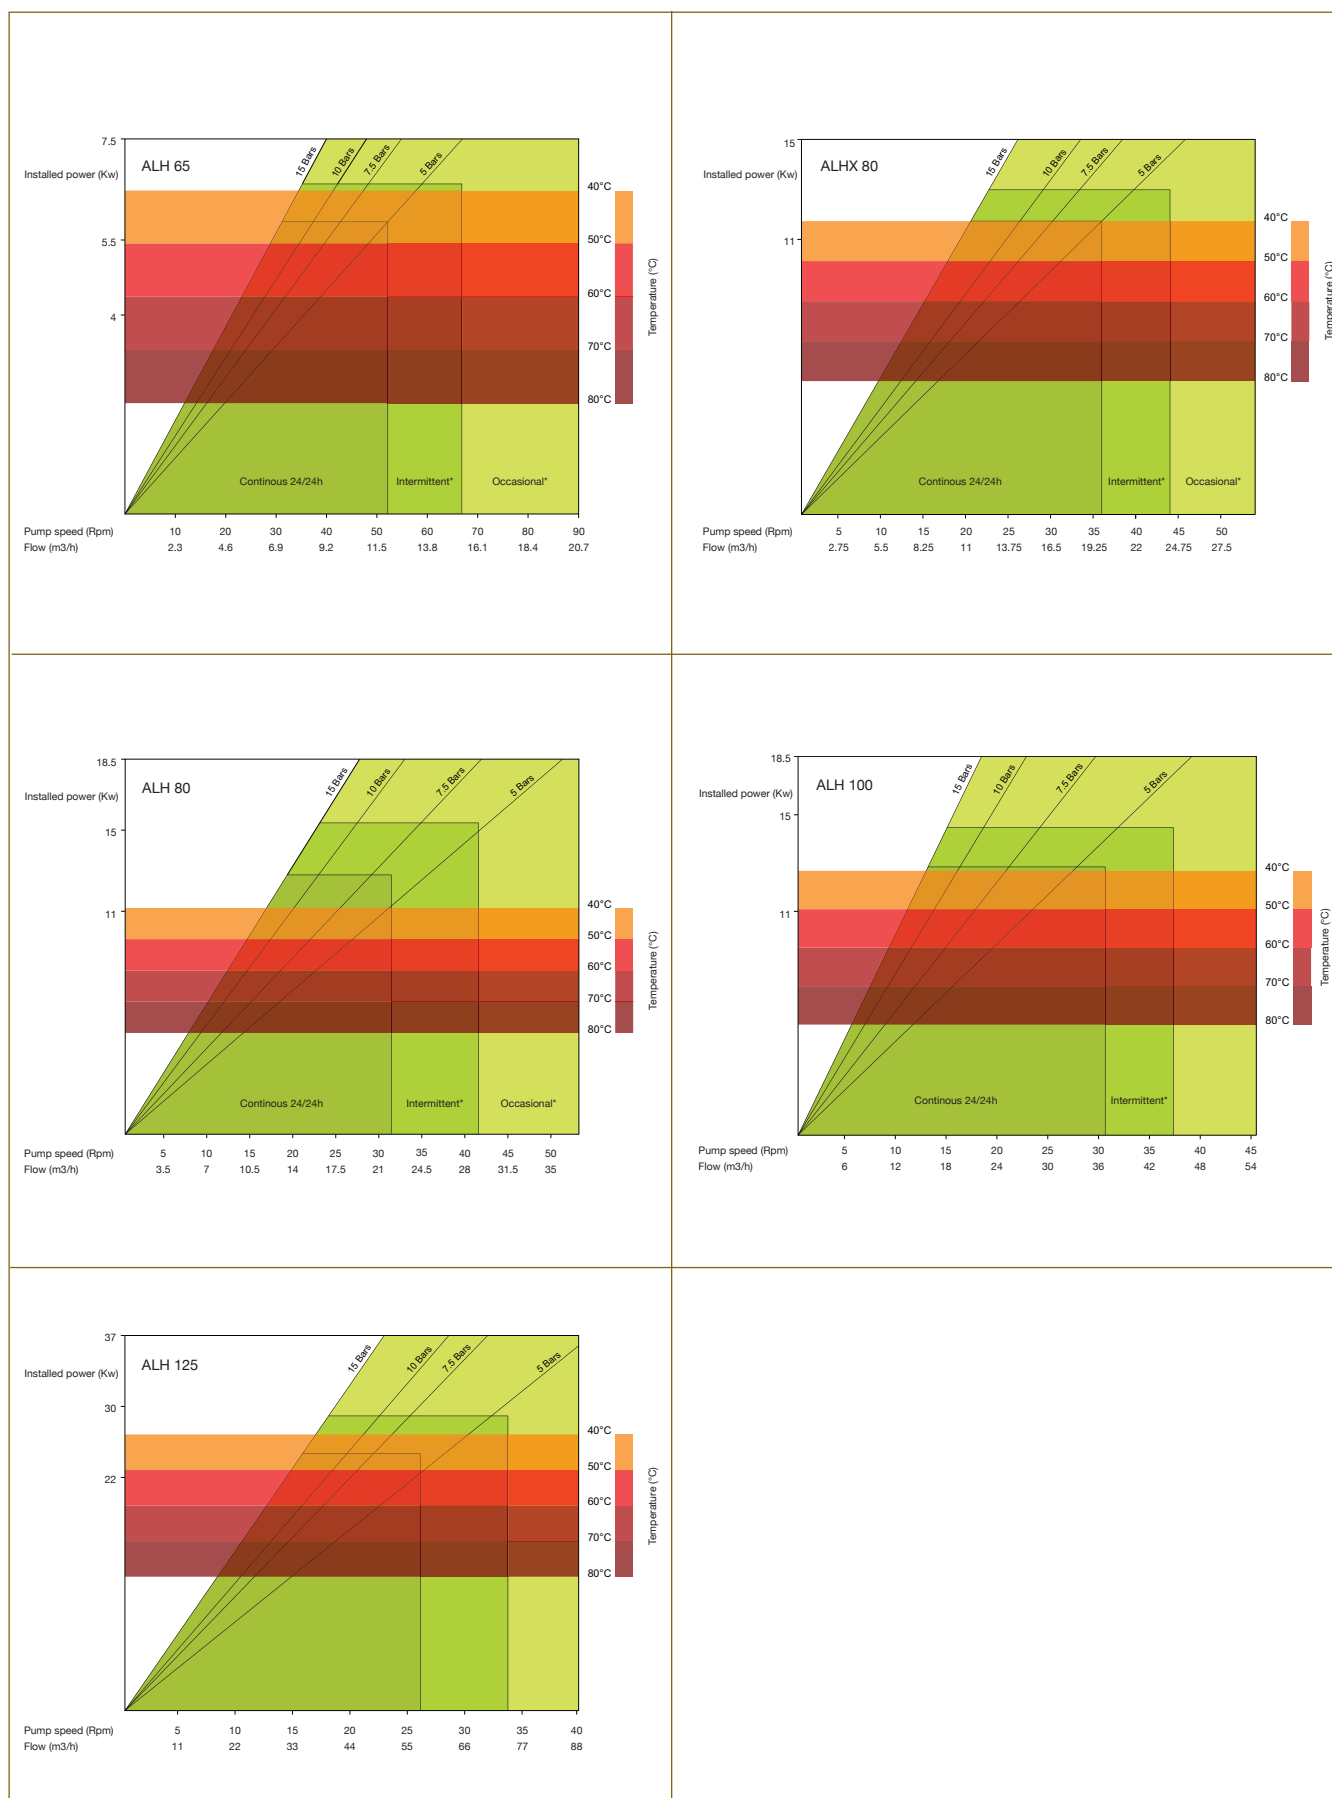 7.5
ALH 65
Installed power (Kw)
5.5
4
15 Bars
10 Bars
7.5 Bars
5 Bars
40°C
50°C
60°C
70°C
80°C
Temperature (°C)
Continous 24/24h Intermittent* Occasional*
Pump speed (Rpm) 10 20 30 40 50 60 70 80 90
Flow (m3/h) 2.3 4.6 6.9 9.2 11.5 13.8 16.1 18.4 20.7
15
ALHX 80
Installed power (Kw)
11
15 Bars
10 Bars
7.5 Bars
5 Bars
40°C
50°C
60°C
70°C
80°C
Temperature (°C)
Continous 24/24h Intermittent* Occasional*
Pump speed (Rpm) 5 10 15 20 25 30 35 40 45 50
Flow (m3/h) 2.75 5.5 8.25 11 13.75 16.5 19.25 22 24.75 27.5
18.5
ALH 80
Installed power (Kw)
15
11
15 Bars
10 Bars
7.5 Bars
5 Bars
40°C
50°C
60°C
70°C
80°C
Temperature (°C)
Continous 24/24h Intermittent* Occasional*
Pump speed (Rpm) 5 10 15 20 25 30 35 40 45 50
Flow (m3/h) 3.5 7 10.5 14 17.5 21 24.5 28 31.5 35
18.5
ALH 100
Installed power (Kw)
15
11
15 Bars
10 Bars
7.5 Bars
5 Bars
40°C
50°C
60°C
70°C
80°C
Temperature (°C)
Continous 24/24h Intermittent*
Pump speed (Rpm) 5 10 15 20 25 30 35 40 45
Flow (m3/h) 6 12 18 24 30 36 42 48 54
37
ALH 125
Installed power (Kw)
30
22
15 Bars
10 Bars
7.5 Bars
5 Bars
40°C
50°C
60°C
70°C
80°C
Temperature (°C)
Pump speed (Rpm) 5 10 15 20 25 30 35 40
Flow (m3/h) 11 22 33 44 55 66 77 88